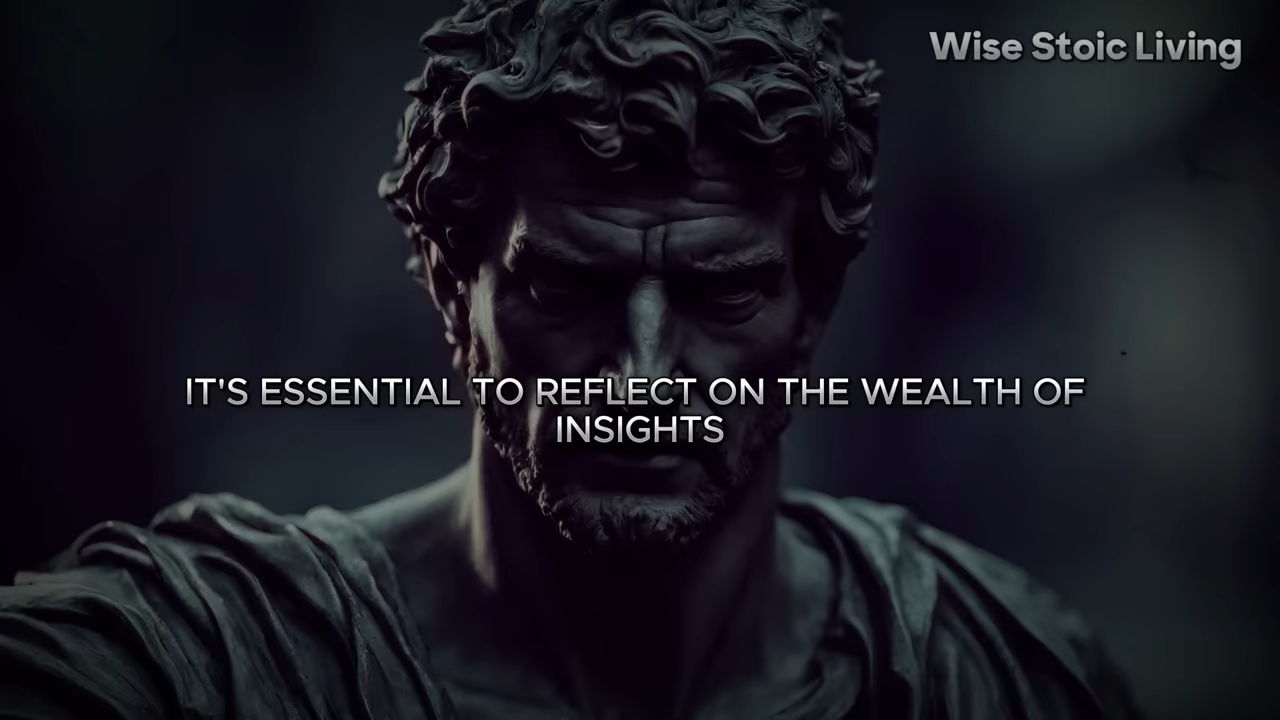 Wise Stoic Living
IT'S ESSENTIAL TO REFLECT ON THE WEALTH OF
INSIGHTS